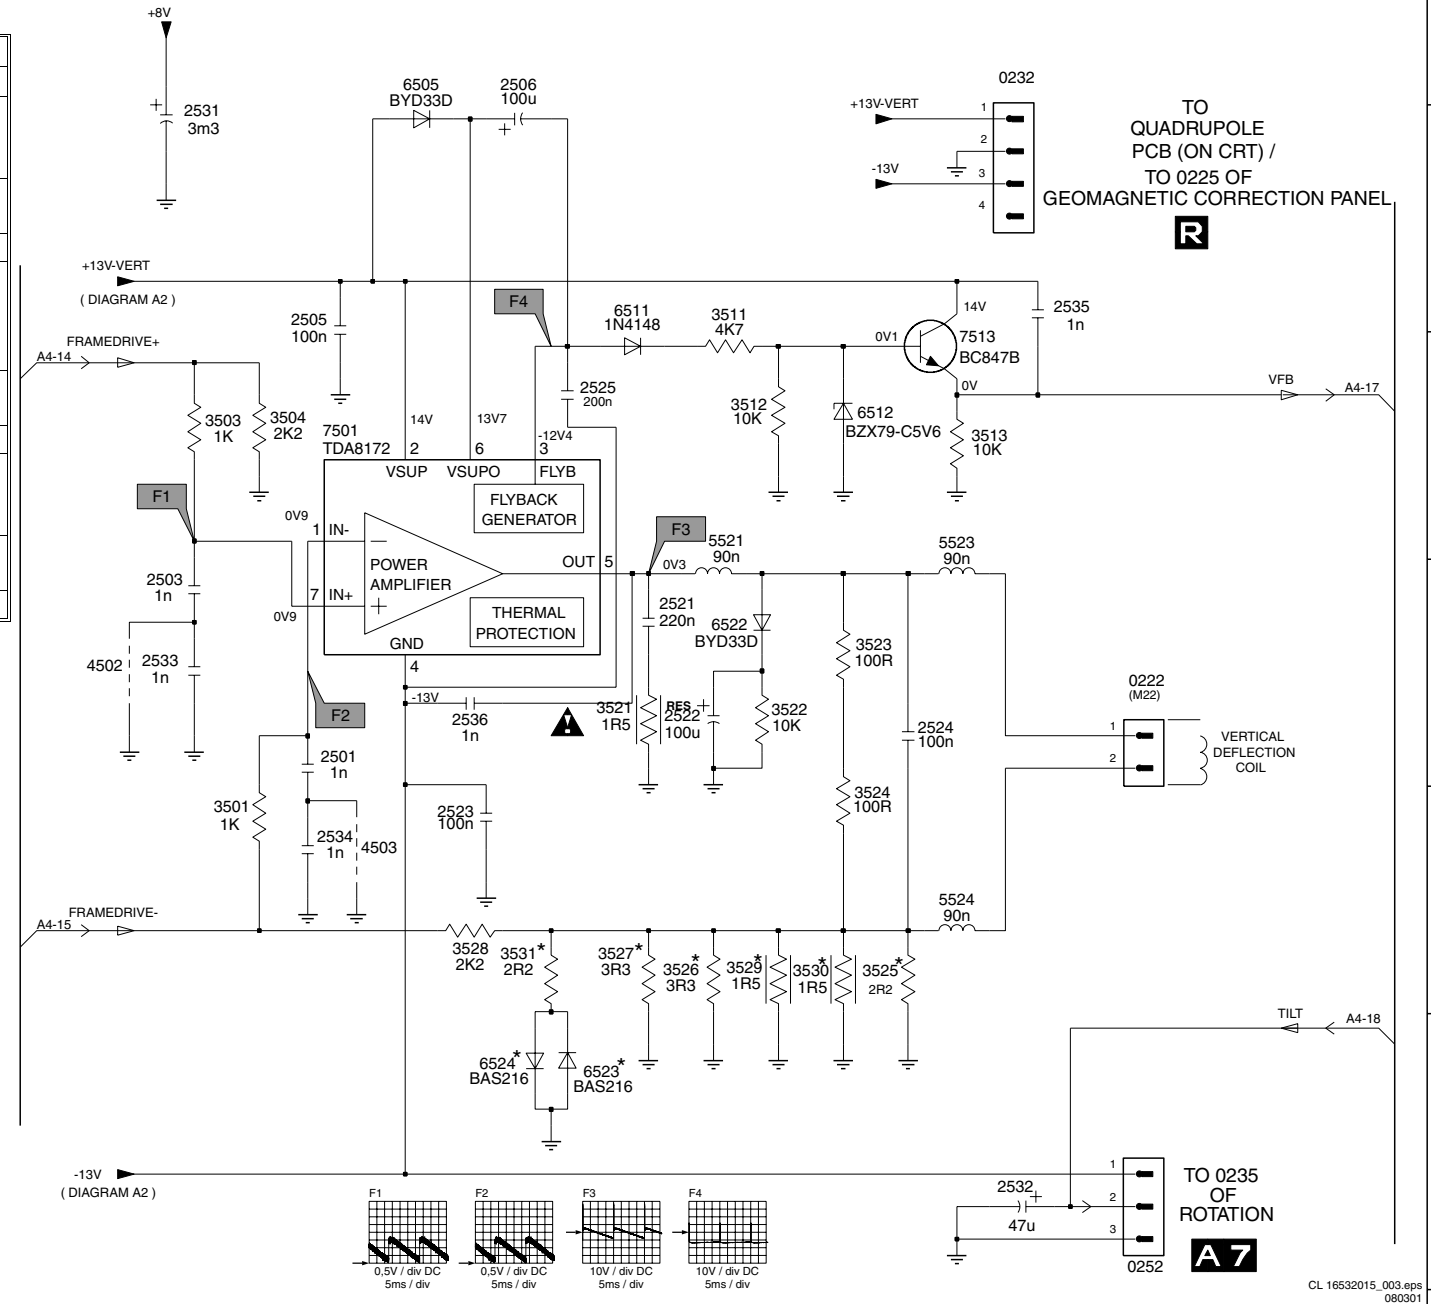 +8V
2531
3m3
6505
BYD33D
2506
100u
0232
+13V-VERT
-13V
1
2
3
4
TO
QUADRUPOLE
PCB (ON CRT) /
TO 0225 OF
GEOMAGNETIC CORRECTION PANEL
R
+13V-VERT
( DIAGRAM A2 )
2505
100n
F4
6511
1N4148
3511
4K7
14V
0V1
7513
BC847B
0V
2535
1n
FRAMEDRIVE+
A4-14
3503
1K
3504
2K2
2525
200n
3512
10K
6512
BZX79-C5V6
3513
10K
VFB
A4-17
7501
TDA8172
14V
2
13V7
6
-12V4
3
VSUP
VSUPO
FLYB
FLYBACK
GENERATOR
F1
0V9
1
IN-
POWER
AMPLIFIER
OUT
5
7
IN+
0V9
THERMAL
PROTECTION
GND
4
F3
0V3
5521
90n
5523
90n
2503
1n
4502
2533
1n
2521
220n
6522
BYD33D
3523
100R
F2
-13V
2536
1n
3521
1R5
RES
2522
100u
3522
10K
2524
100n
0222
(M22)
1
2
VERTICAL
DEFLECTION
COIL
2501
1n
3501
1K
2534
1n
4503
2523
100n
3524
100R
FRAMEDRIVE-
A4-15
5524
90n
3528
2K2
3531*
2R2
3527*
3R3
3526*
3R3
3529*
1R5
3530*
1R5
3525*
2R2
6524*
BAS216
6523*
BAS216
TILT
A4-18
-13V
( DIAGRAM A2 )
2532
47u
1
2
3
0252
TO 0235
OF
ROTATION
A 7
F1
0,5V / div DC
5ms / div
F2
0,5V / div DC
5ms / div
F3
10V / div DC
5ms / div
F4
10V / div DC
5ms / div
CL 16532015_003.eps
080301